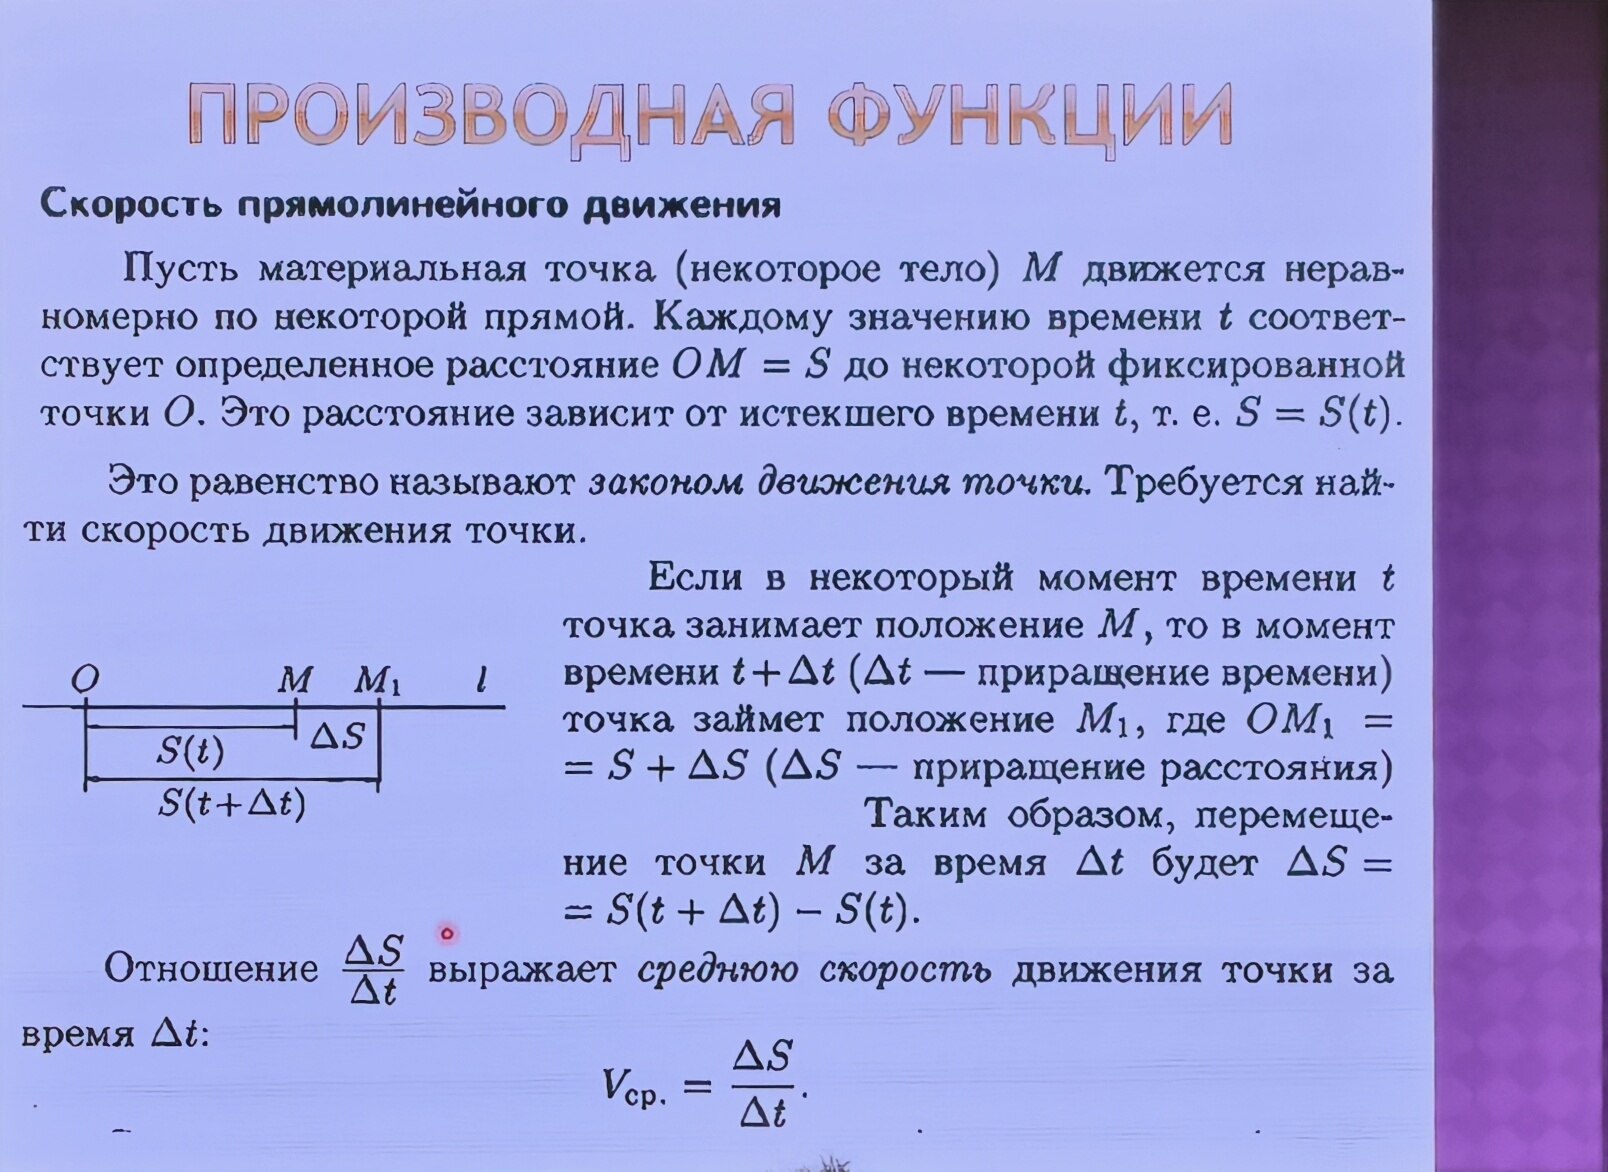 ПРОИЗВОДНАЯ ФУНКЦИИ
Скорость прямолинейного движения
Пусть материальная точка (некоторое тело) M движется нерав-
номерно по некоторой прямой. Каждому значению времени t соответ-
ствует определенное расстояние OM = S до некоторой фиксированной
точки O. Это расстояние зависит от истекшего времени t, т. е. S = S(t).
Это равенство называют законом движения точки. Требуется най-
ти скорость движения точки.
Если в некоторый момент времени t
точка занимает положение M, то в момент
времени t+Δt (Δt — приращение времени)
точка займет положение M₁, где OM₁ =
= S + ΔS (ΔS — приращение расстояния)
Таким образом, перемеще-
ние точки M за время Δt будет ΔS =
= S(t + Δt) − S(t).
O M M₁ l
S(t) ΔS
S(t+Δt)
Отношение ΔS/Δt выражает среднюю скорость движения точки за
время Δt:
Vср. = ΔS/Δt.